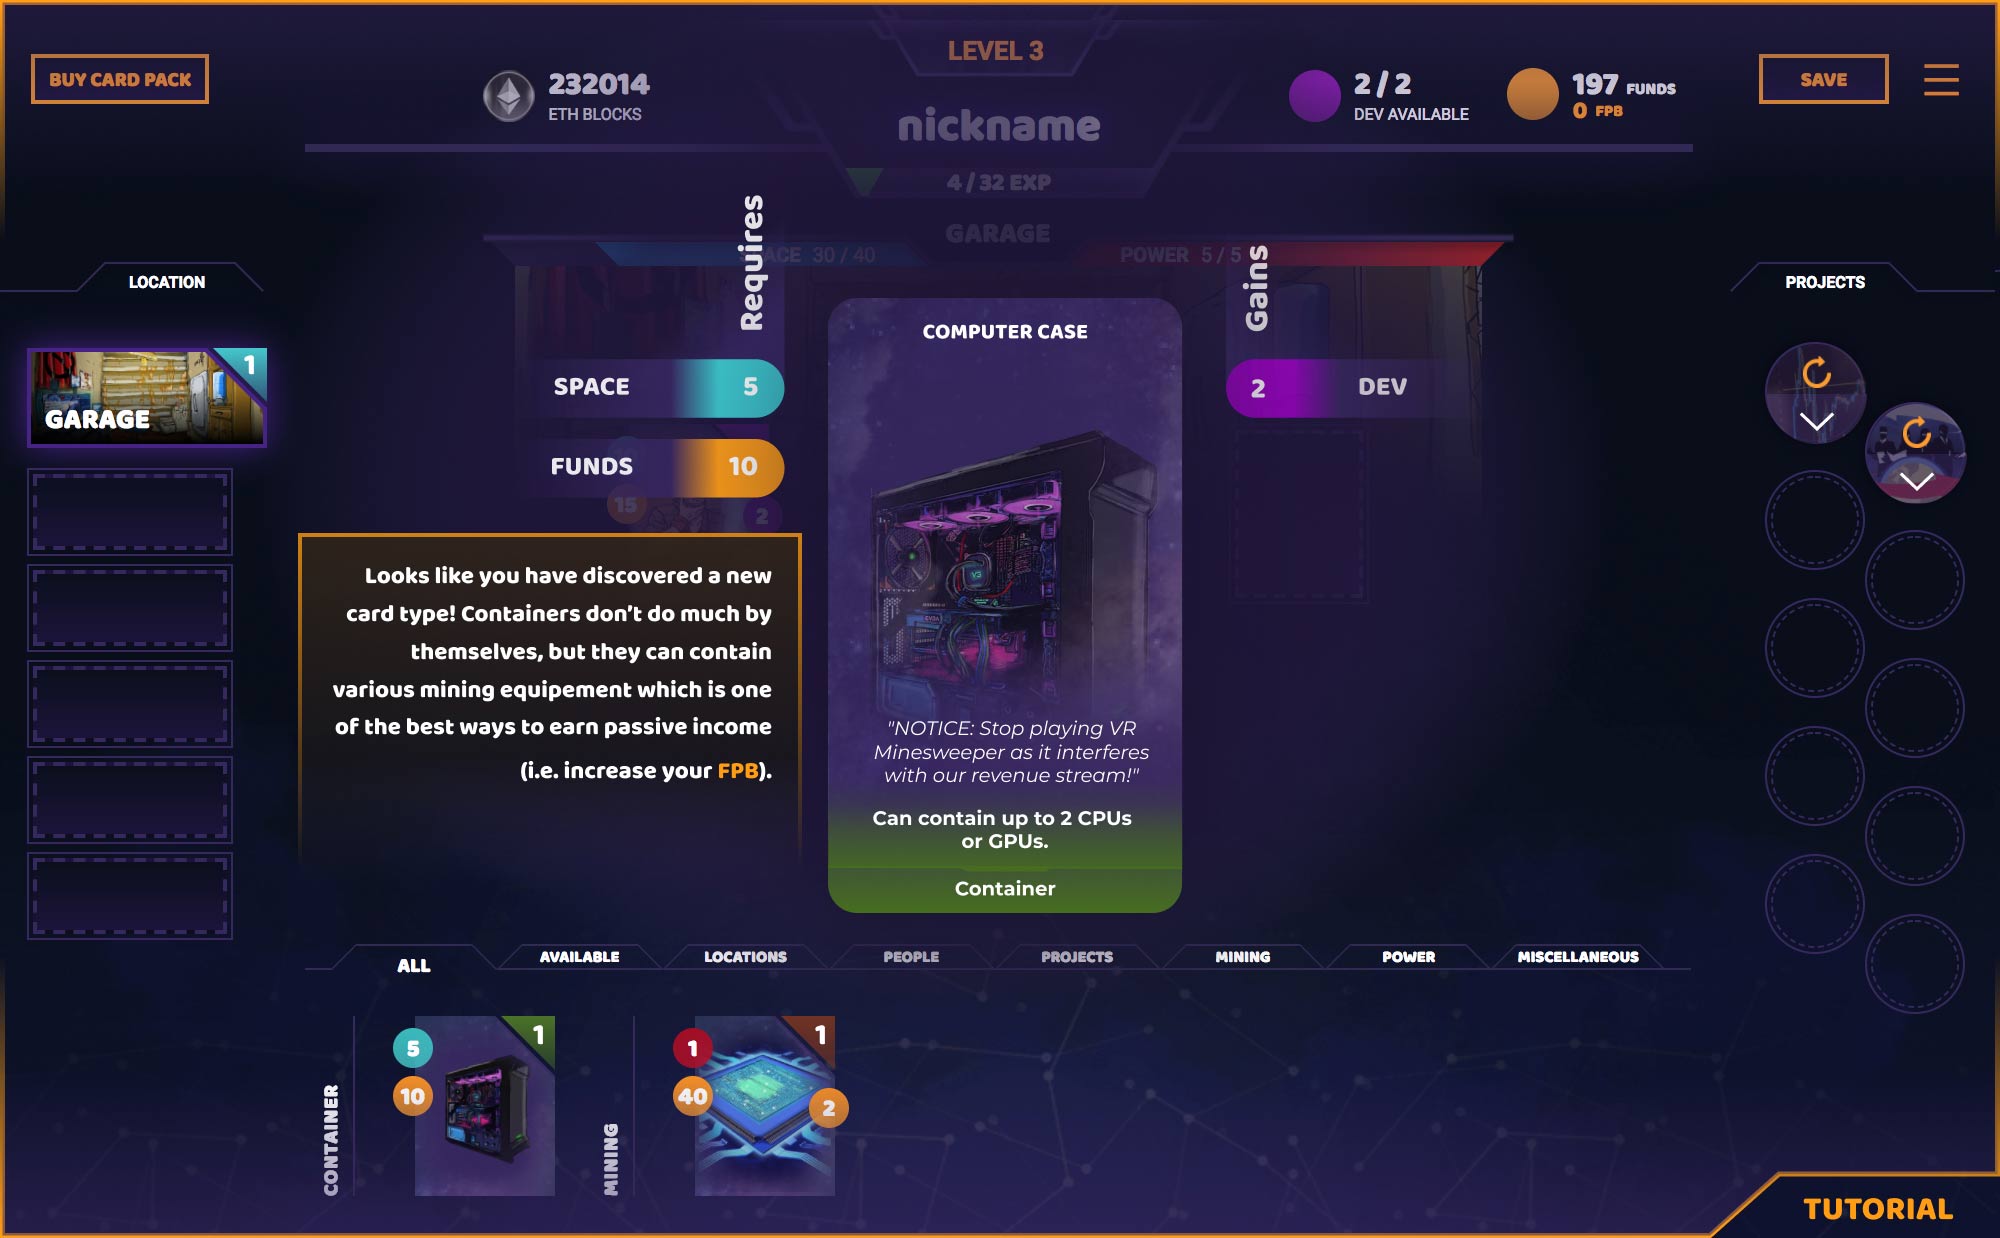 BUY CARD PACK
232014
ETH BLOCKS
LEVEL 3
nickname
4 / 32 EXP
2 / 2
DEV AVAILABLE
197 FUNDS
0 FPB
SAVE
GARAGE
SPACE 30 / 40
POWER 5 / 5
LOCATION
1
GARAGE
PROJECTS
Requires
SPACE 5
FUNDS 10
15
2
Gains
2 DEV
COMPUTER CASE
"NOTICE: Stop playing VR
Minesweeper as it interferes
with our revenue stream!"
Can contain up to 2 CPUs
or GPUs.
Container
Looks like you have discovered a new
card type! Containers don't do much by
themselves, but they can contain
various mining equipement which is one
of the best ways to earn passive income
(i.e. increase your FPB).
ALL
AVAILABLE
LOCATIONS
PEOPLE
PROJECTS
MINING
POWER
MISCELLANEOUS
CONTAINER
5
10
1
MINING
1
40
1
2
TUTORIAL